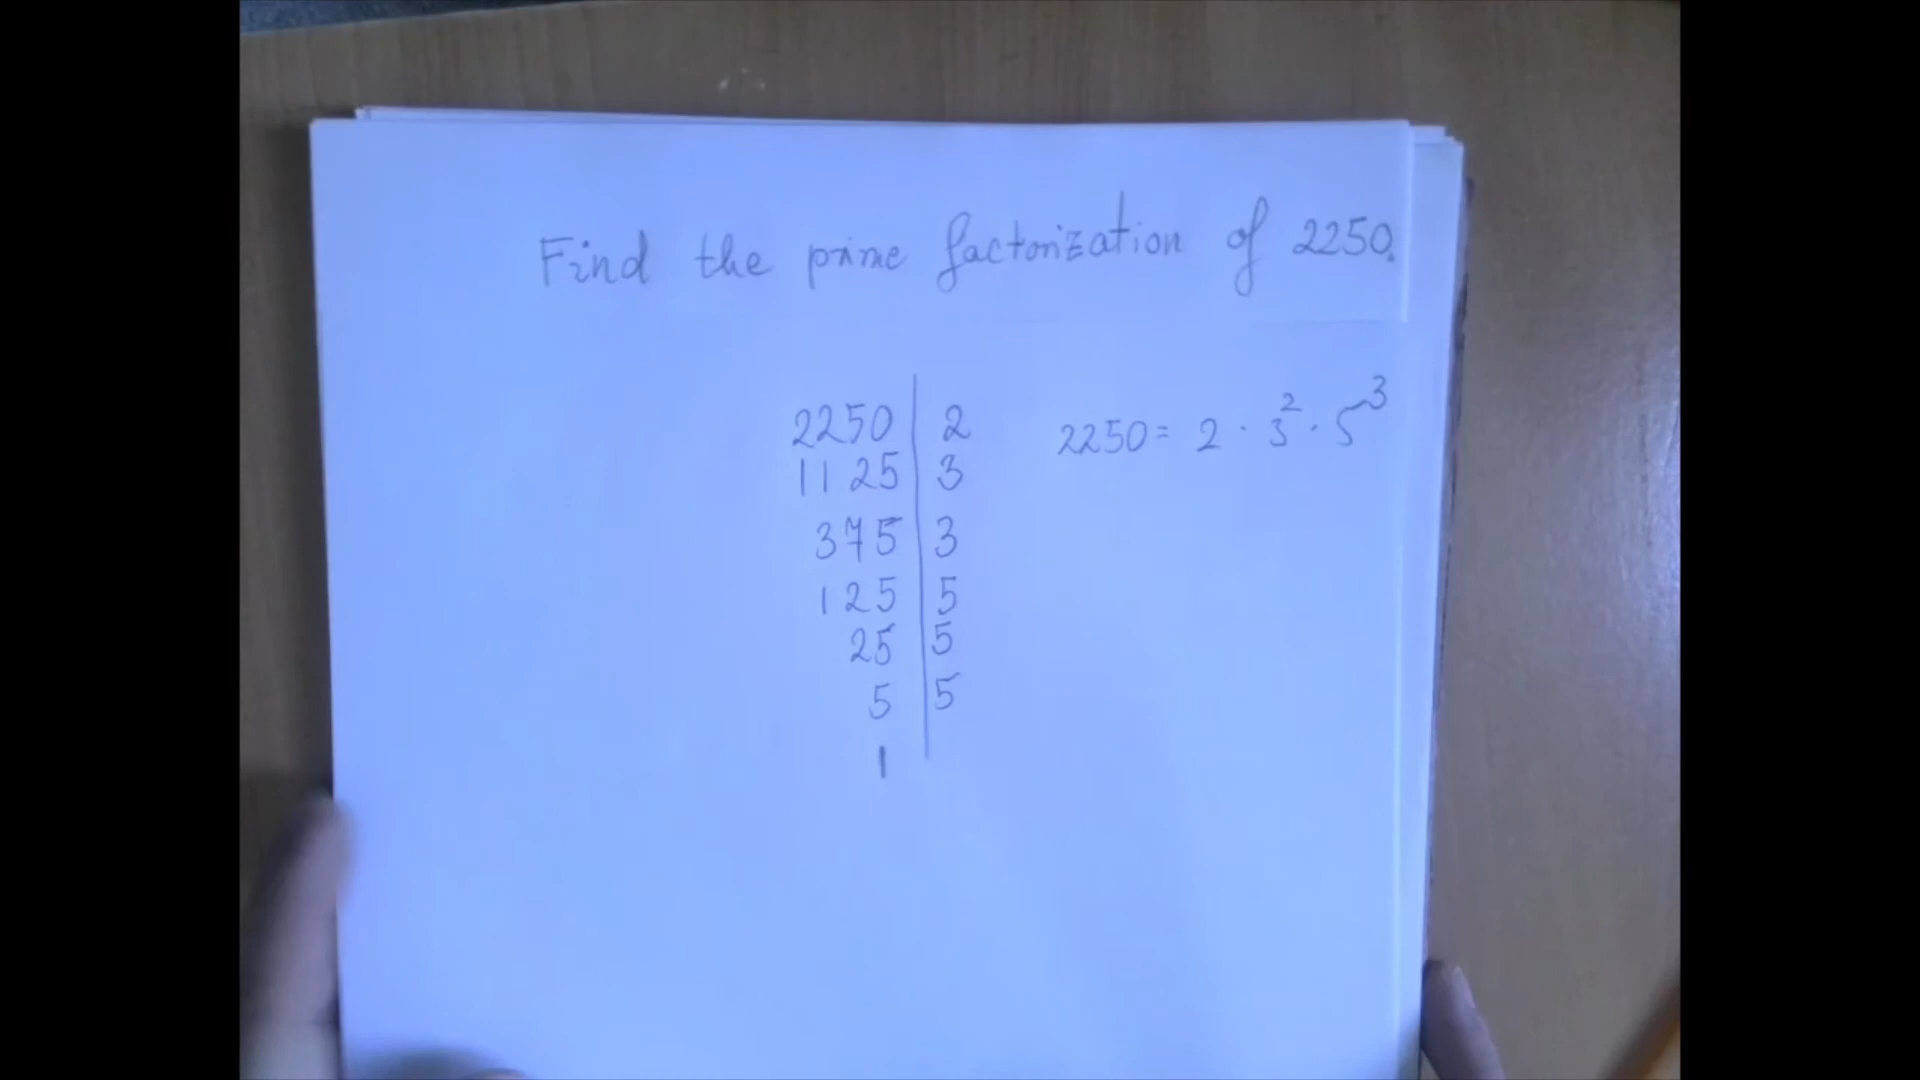 Find the prime factorization of 2250.
2250 | 2 2250 = 2 · 3² · 5³
1125 | 3
375 | 3
125 | 5
25 | 5
5 | 5
1